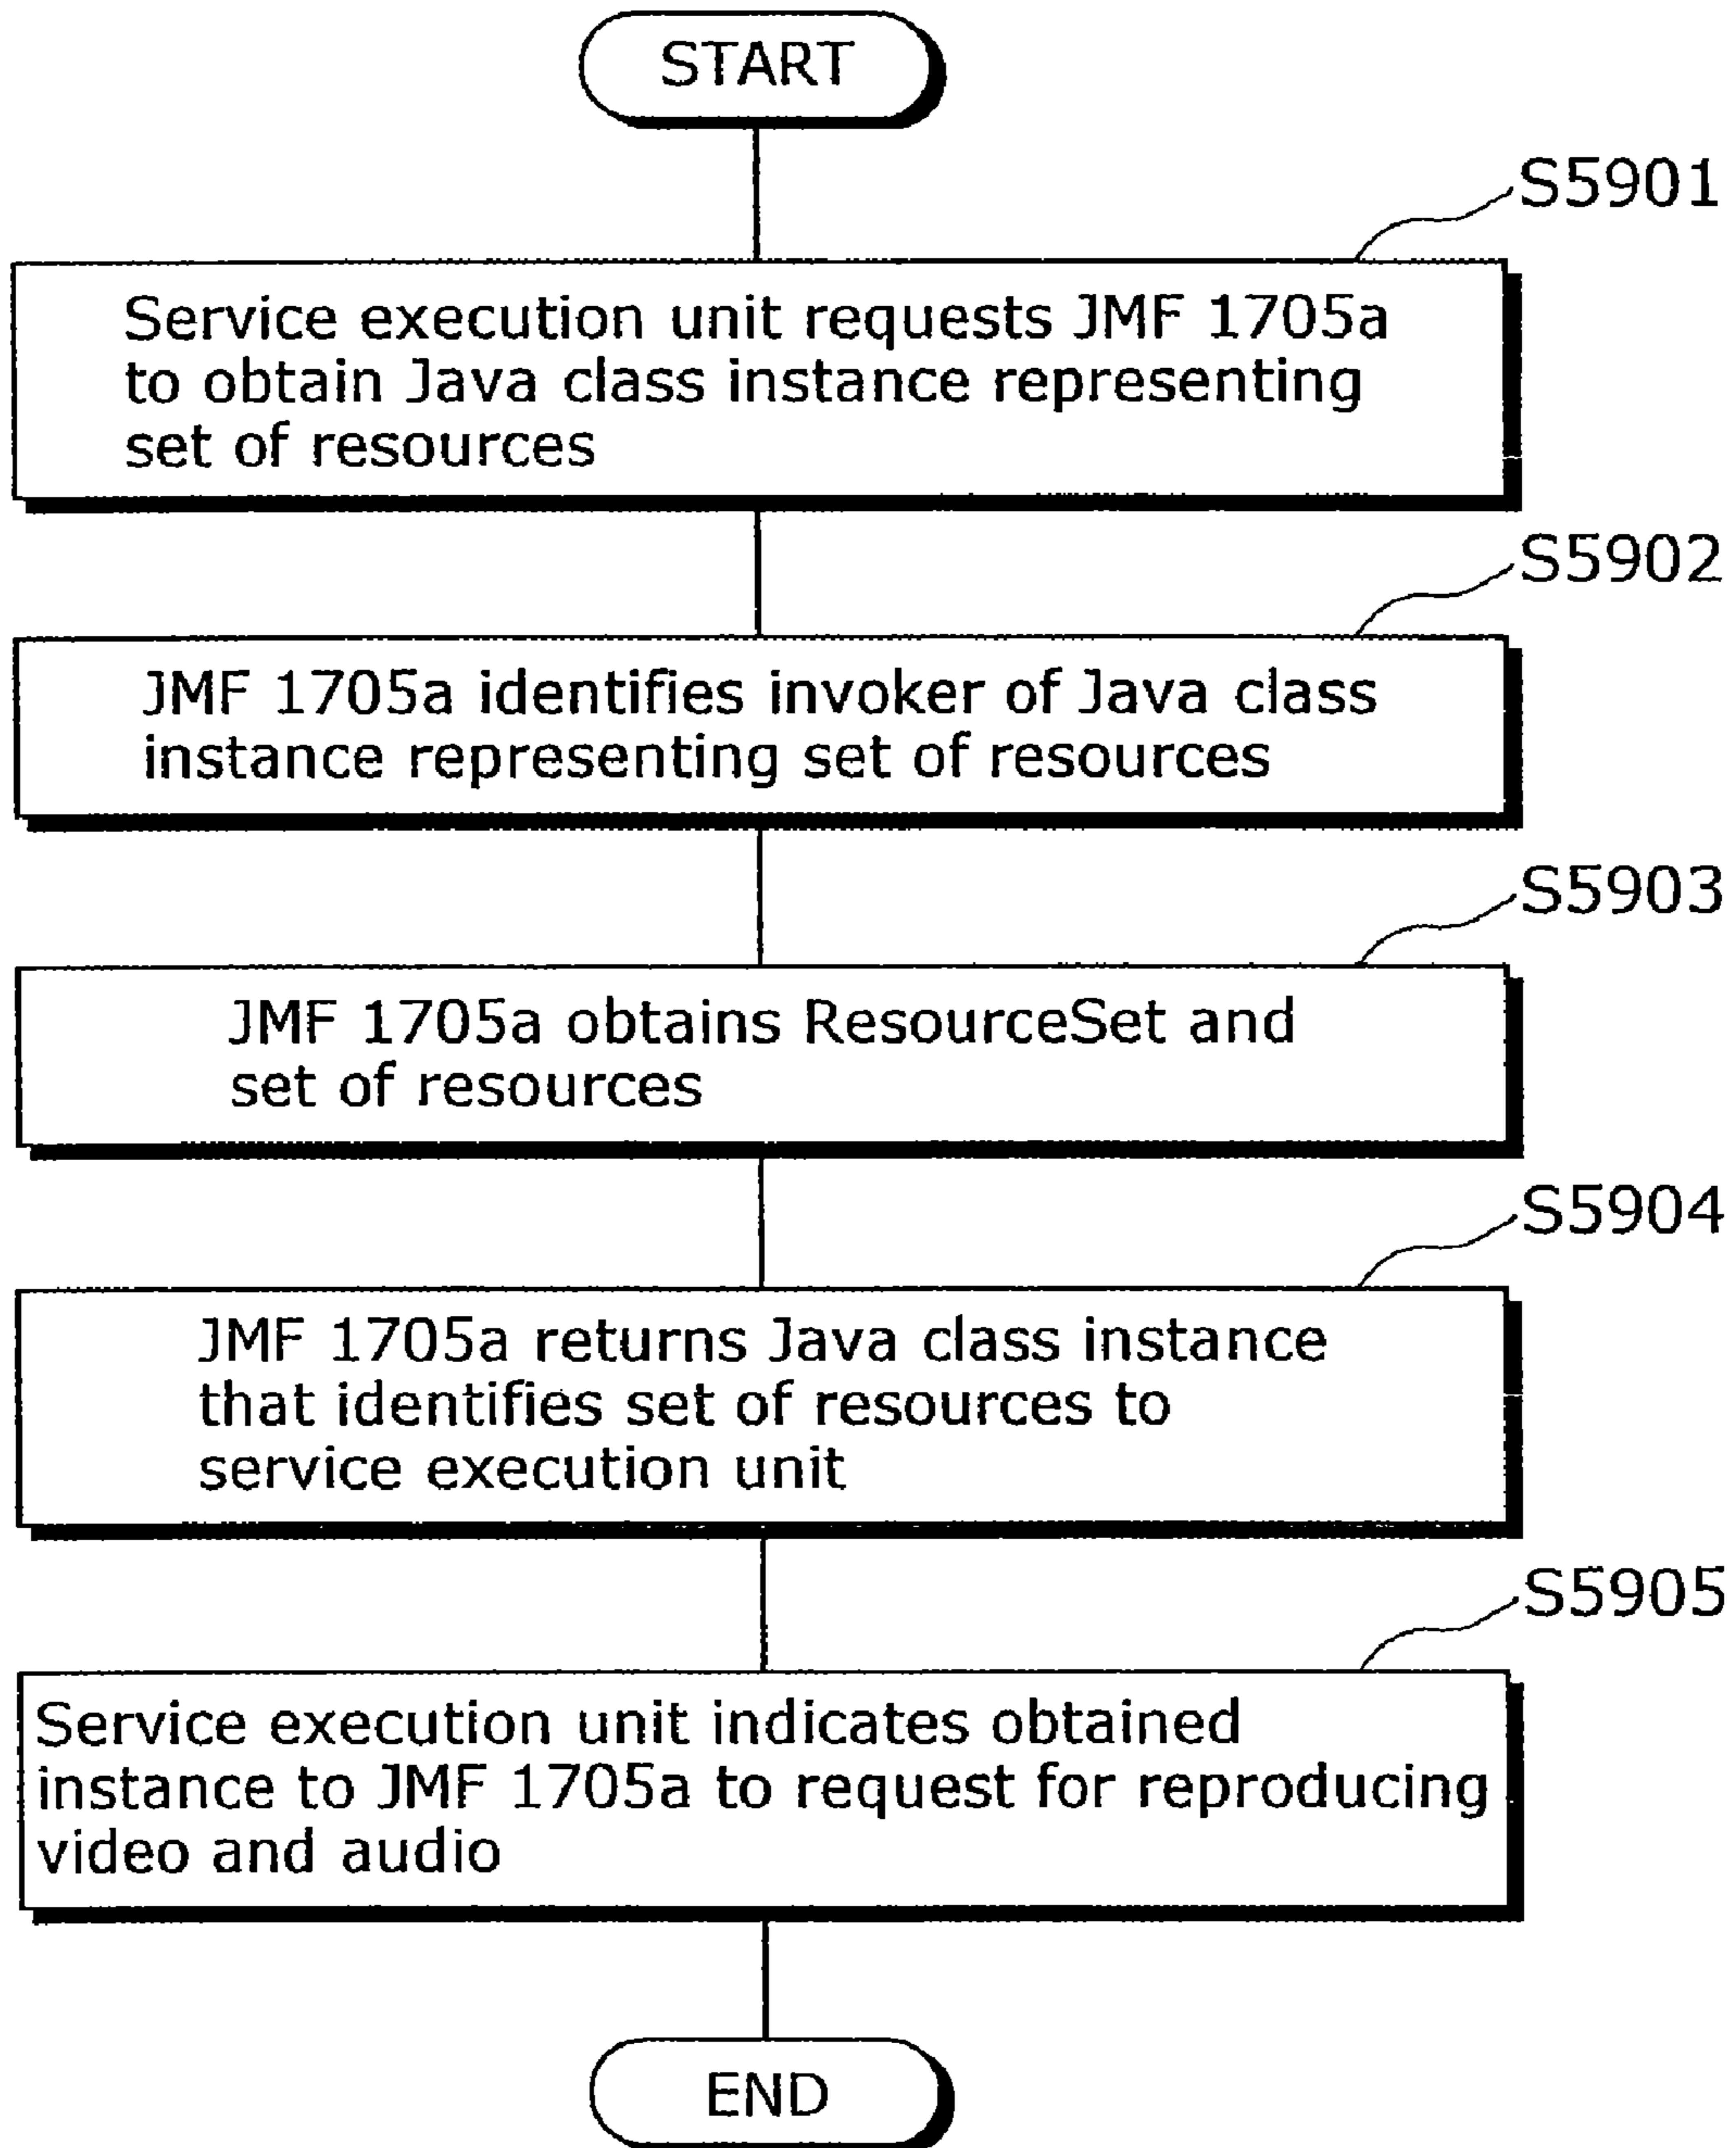 START
S5901
Service execution unit requests JMF 1705a
to obtain Java class instance representing
set of resources
S5902
JMF 1705a identifies invoker of Java class
instance representing set of resources
S5903
JMF 1705a obtains ResourceSet and
set of resources
S5904
JMF 1705a returns Java class instance
that identifies set of resources to
service execution unit
S5905
Service execution unit indicates obtained
instance to JMF 1705a to request for reproducing
video and audio
END